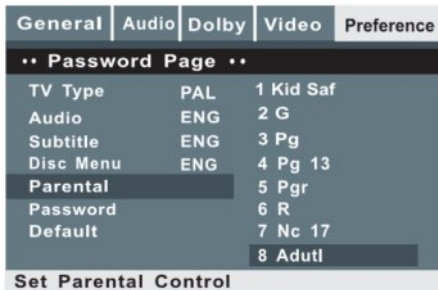 General Audio Dolby Video Preference
•• Password Page ••
TV Type PAL 1 Kid Saf
Audio ENG 2 G
Subtitle ENG 3 Pg
Disc Menu ENG 4 Pg 13
Parental 5 Pgr
Password 6 R
Default 7 Nc 17
8 Adutl
Set Parental Control